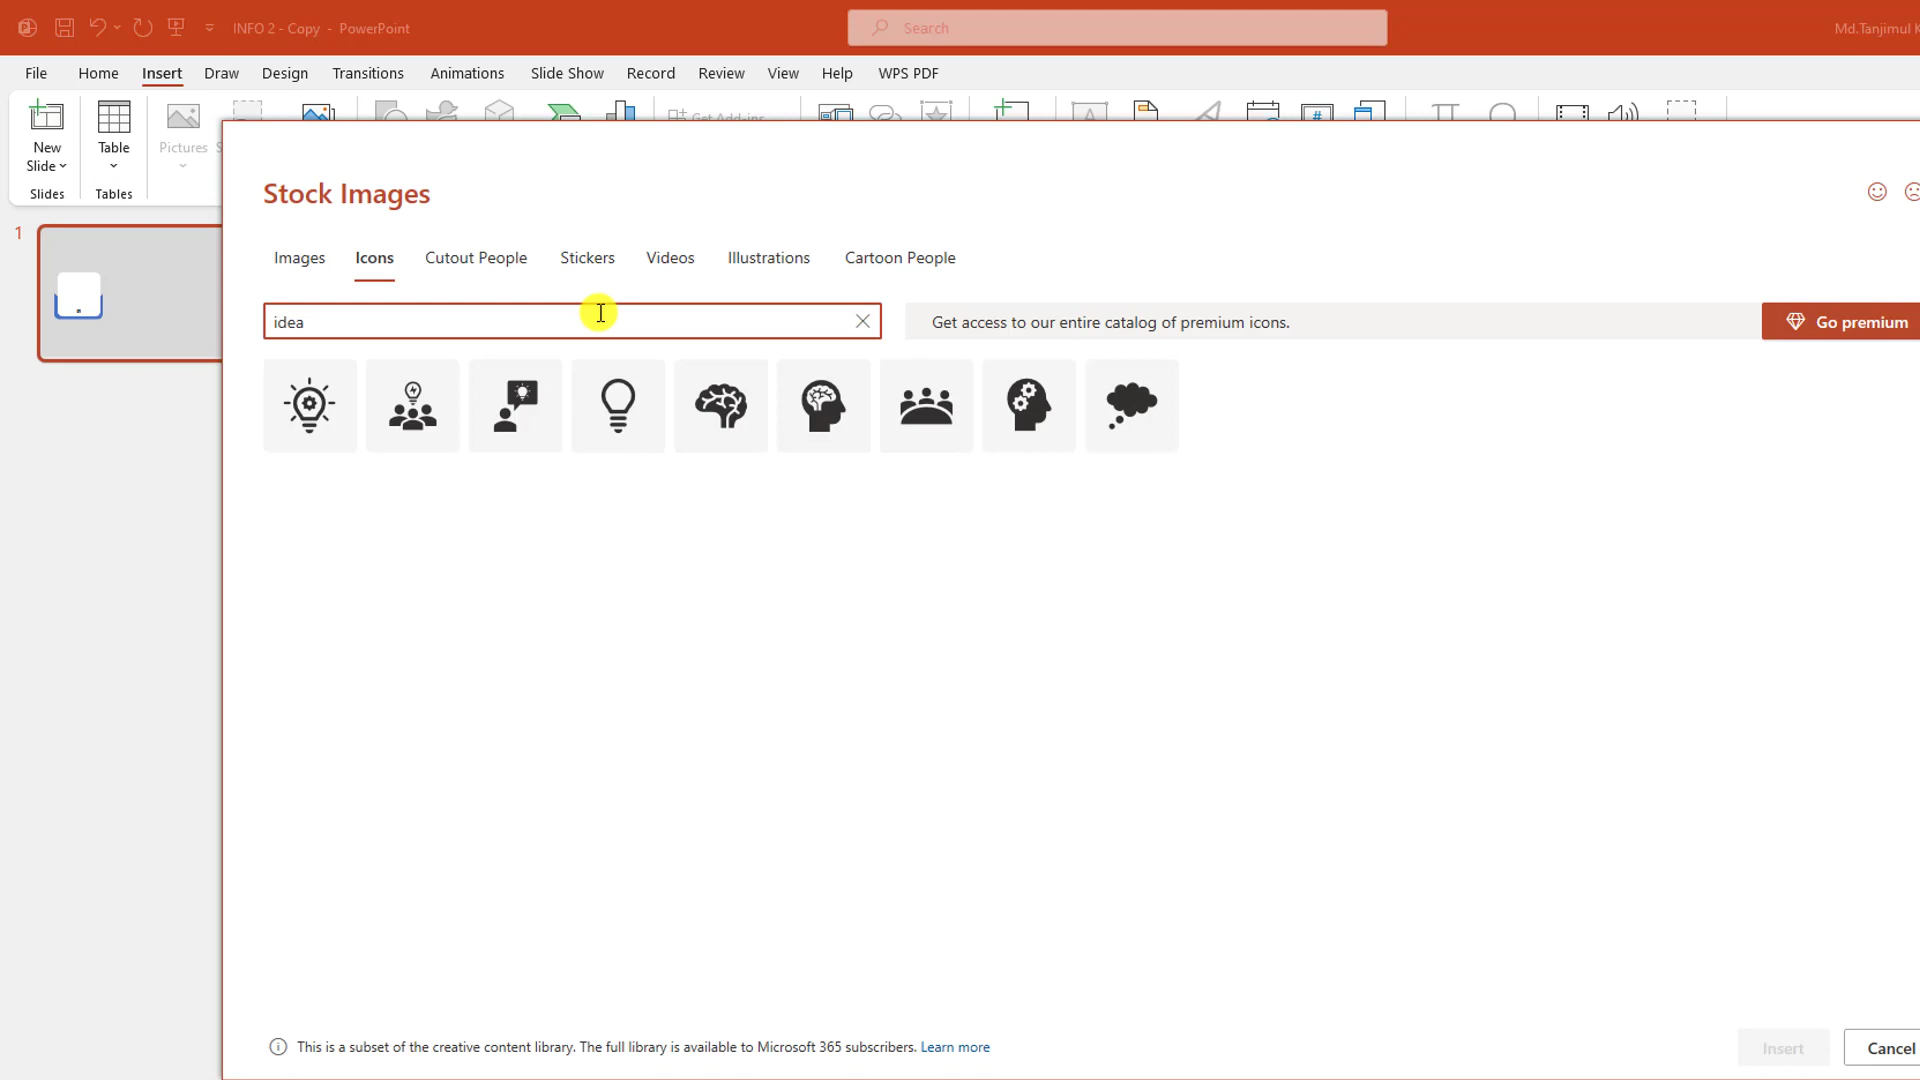 INFO 2 - Copy - PowerPoint
Search
File Home Insert Draw Design Transitions Animations Slide Show Record Review View Help WPS PDF
New Slide
Table
Pictures
Get Add-ins
Slides
Tables
1
Stock Images
Images Icons Cutout People Stickers Videos Illustrations Cartoon People
idea
Get access to our entire catalog of premium icons.
Go premium
This is a subset of the creative content library. The full library is available to Microsoft 365 subscribers. Learn more
Insert
Cancel
Md.Tanjimul